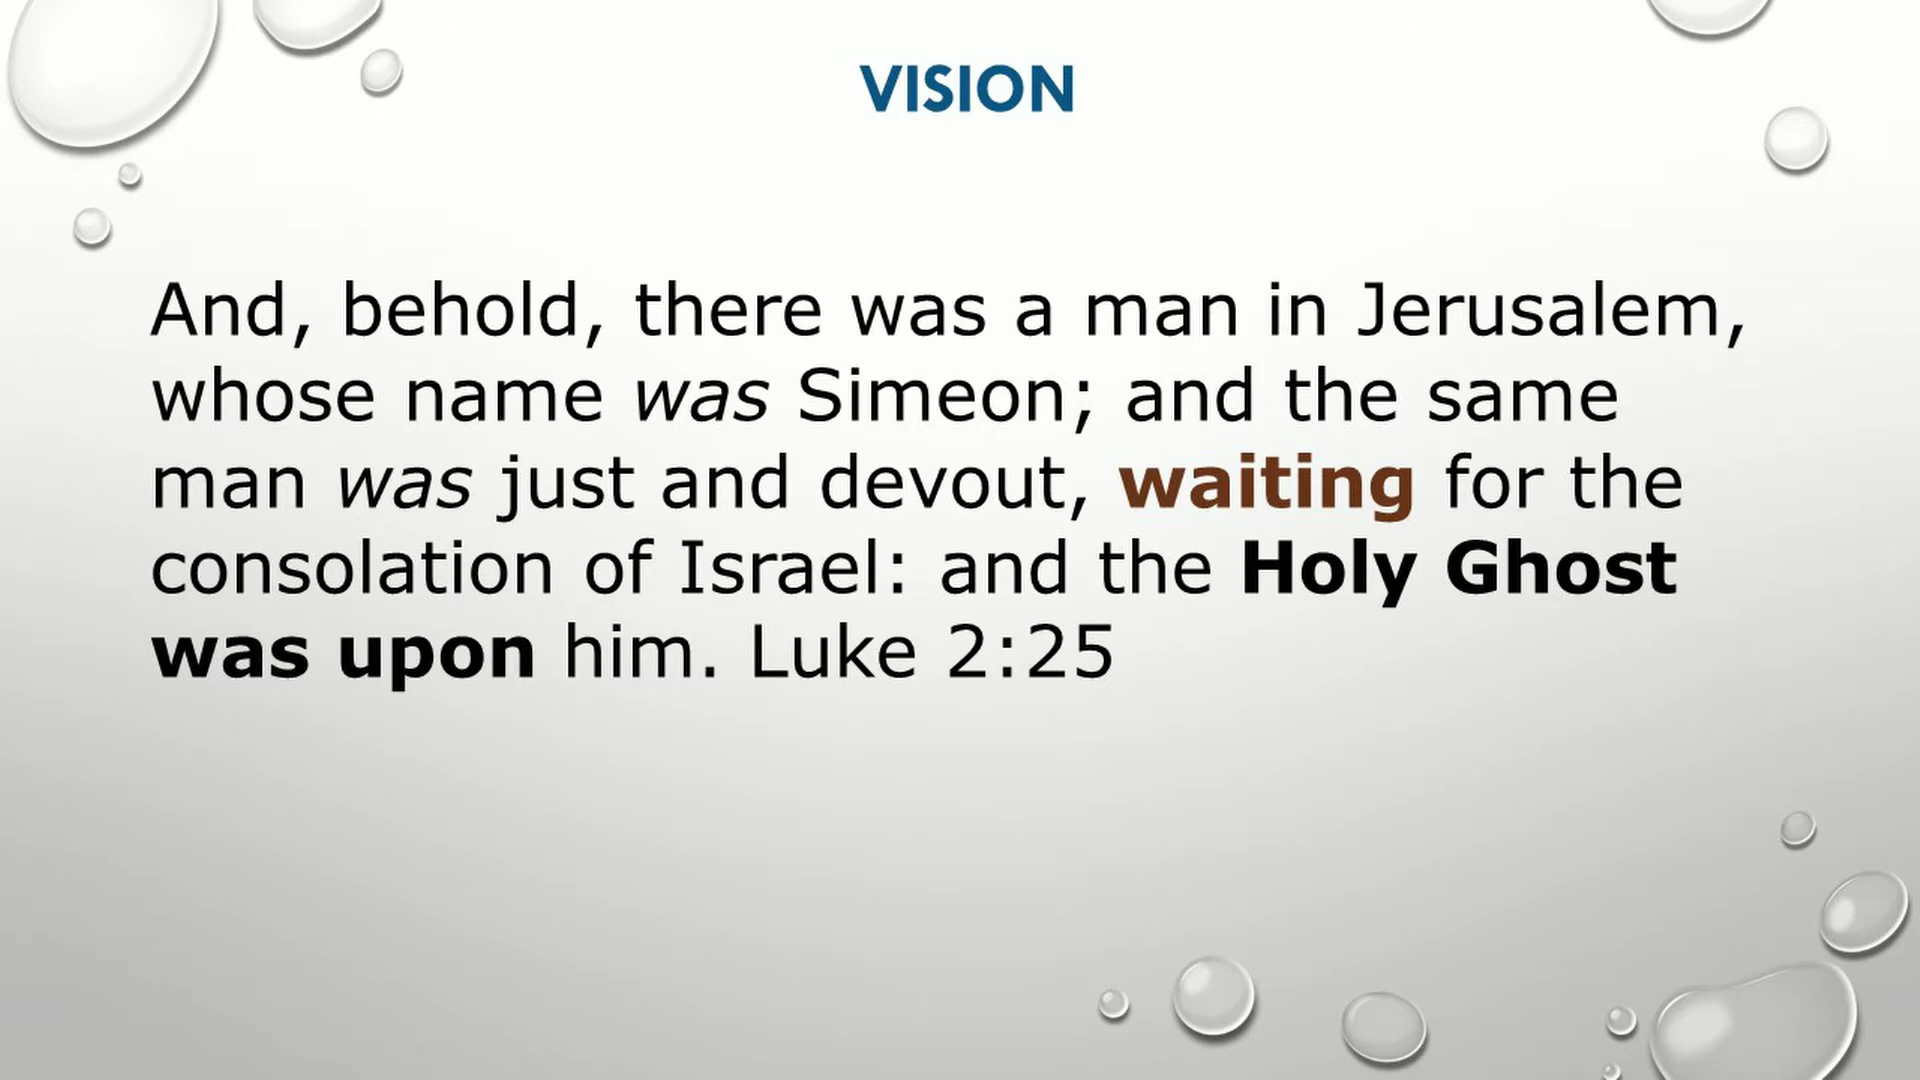 VISION
And, behold, there was a man in Jerusalem,
whose name was Simeon; and the same
man was just and devout, waiting for the
consolation of Israel: and the Holy Ghost
was upon him. Luke 2:25